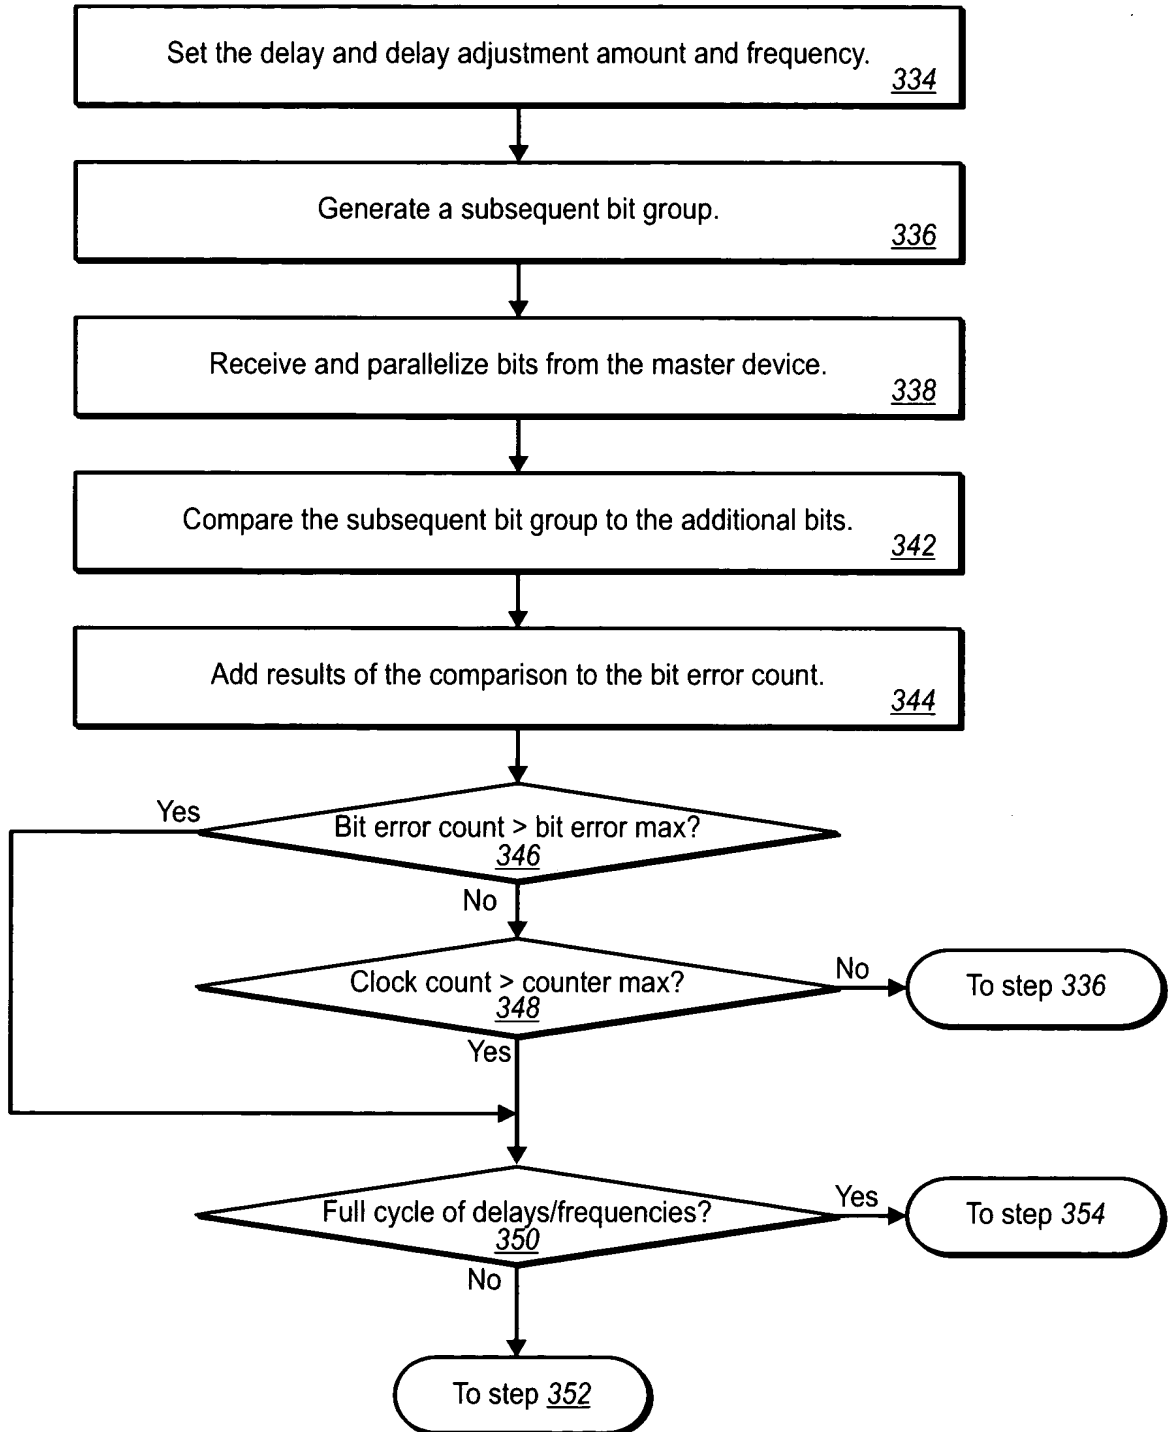 Set the delay and delay adjustment amount and frequency.
334
Generate a subsequent bit group.
336
Receive and parallelize bits from the master device.
338
Compare the subsequent bit group to the additional bits.
342
Add results of the comparison to the bit error count.
344
Yes
Bit error count > bit error max?
346
No
Clock count > counter max?
348
No
To step 336
Yes
Full cycle of delays/frequencies?
350
Yes
To step 354
No
To step 352